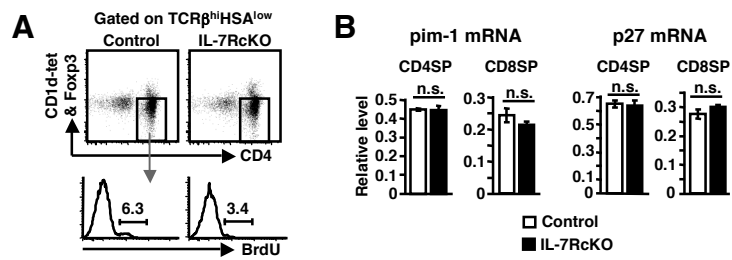 A
Gated on TCRβhiHSAlow
Control IL-7RcKO
CD1d-tet
& Foxp3
CD4
6.3 3.4
BrdU
B
pim-1 mRNA p27 mRNA
CD4SP CD8SP CD4SP CD8SP
n.s. n.s. n.s. n.s.
Relative level
0.5 0.4 0.3 0.2 0.1 0
0.3 0.2 0.1 0
0.7 0.6 0.5 0.4 0.3 0.2 0.1 0
0.3 0.2 0.1 0
Control
IL-7RcKO